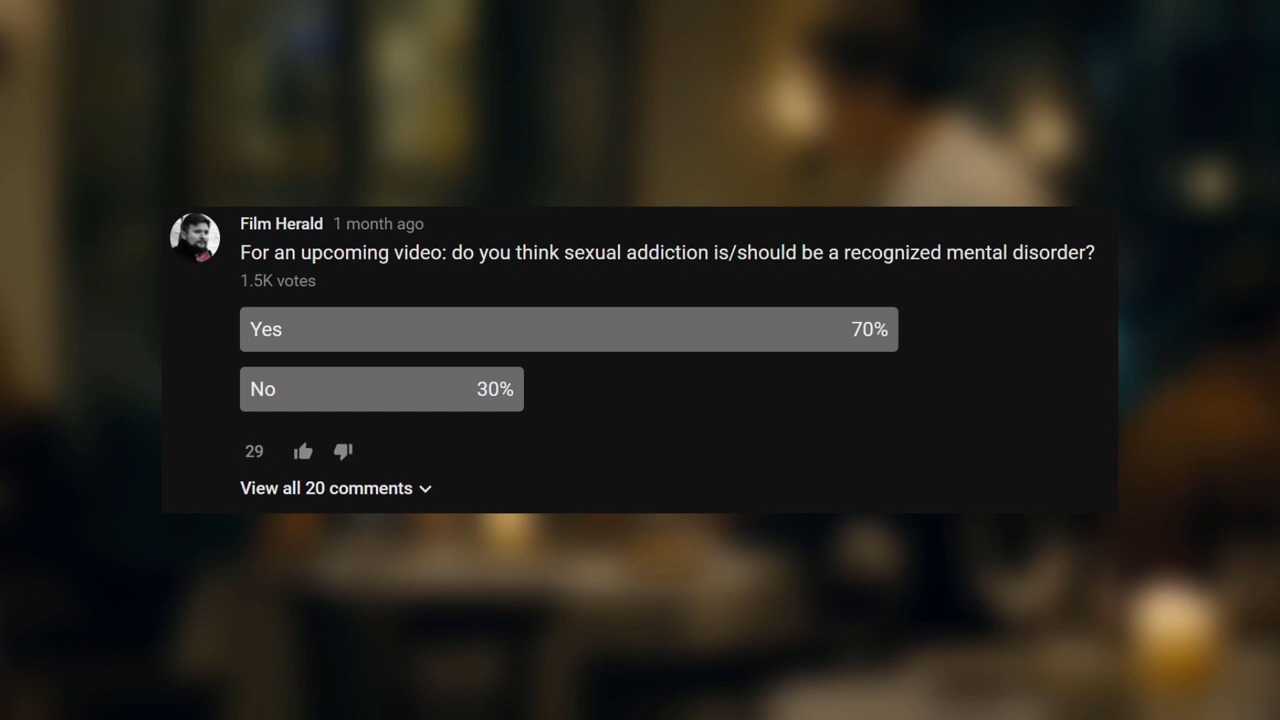 Film Herald 1 month ago
For an upcoming video: do you think sexual addiction is/should be a recognized mental disorder?
1.5K votes
Yes 70%
No 30%
29
View all 20 comments